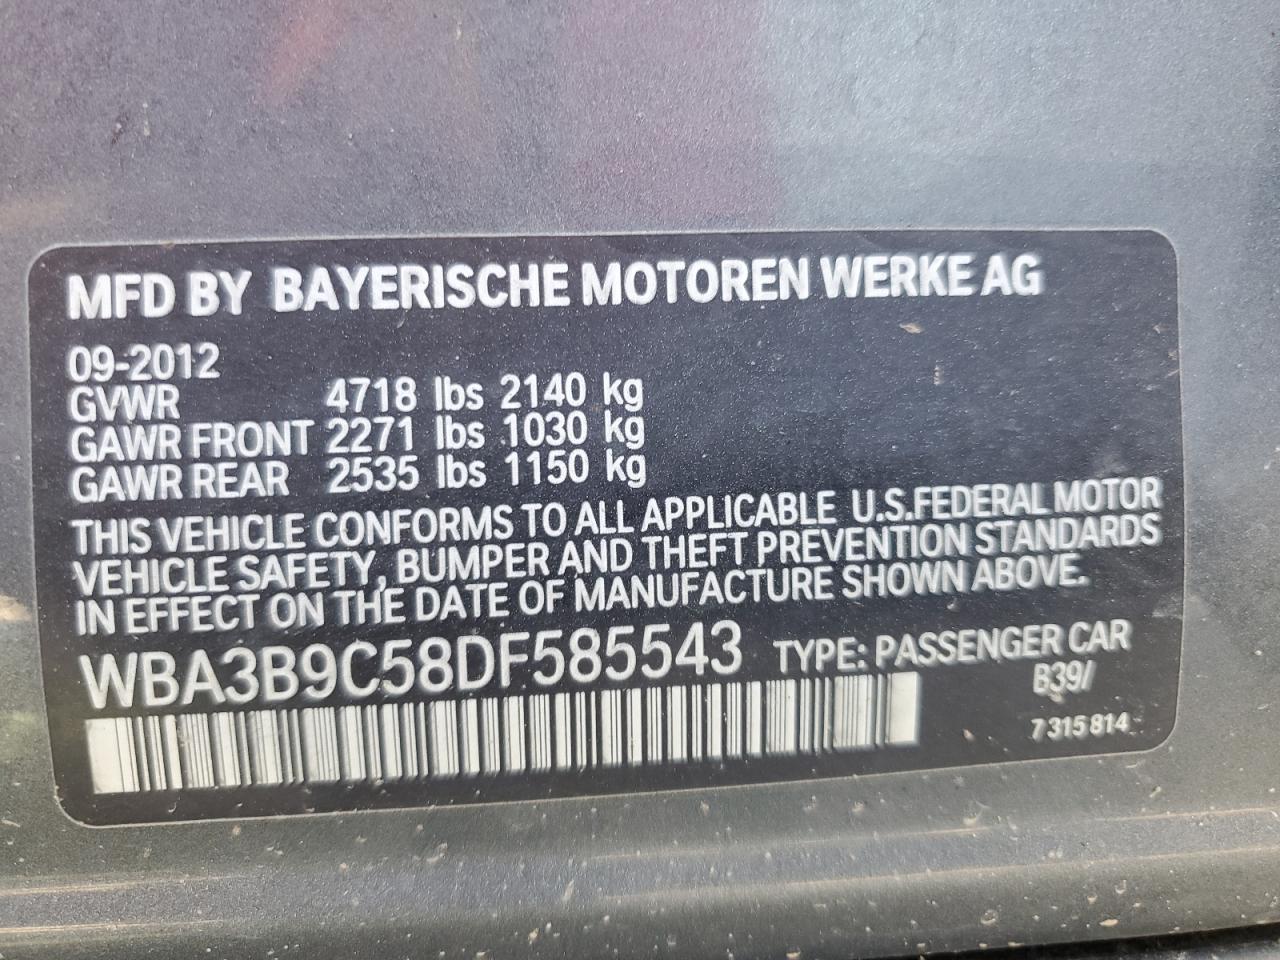 MFD BY BAYERISCHE MOTOREN WERKE AG
09-2012
GVWR 4718 lbs 2140 kg
GAWR FRONT 2271 lbs 1030 kg
GAWR REAR 2535 lbs 1150 kg
THIS VEHICLE CONFORMS TO ALL APPLICABLE U.S.FEDERAL MOTOR
VEHICLE SAFETY, BUMPER AND THEFT PREVENTION STANDARDS
IN EFFECT ON THE DATE OF MANUFACTURE SHOWN ABOVE.
WBA3B9C58DF585543 TYPE: PASSENGER CAR
B39/
7 315 814